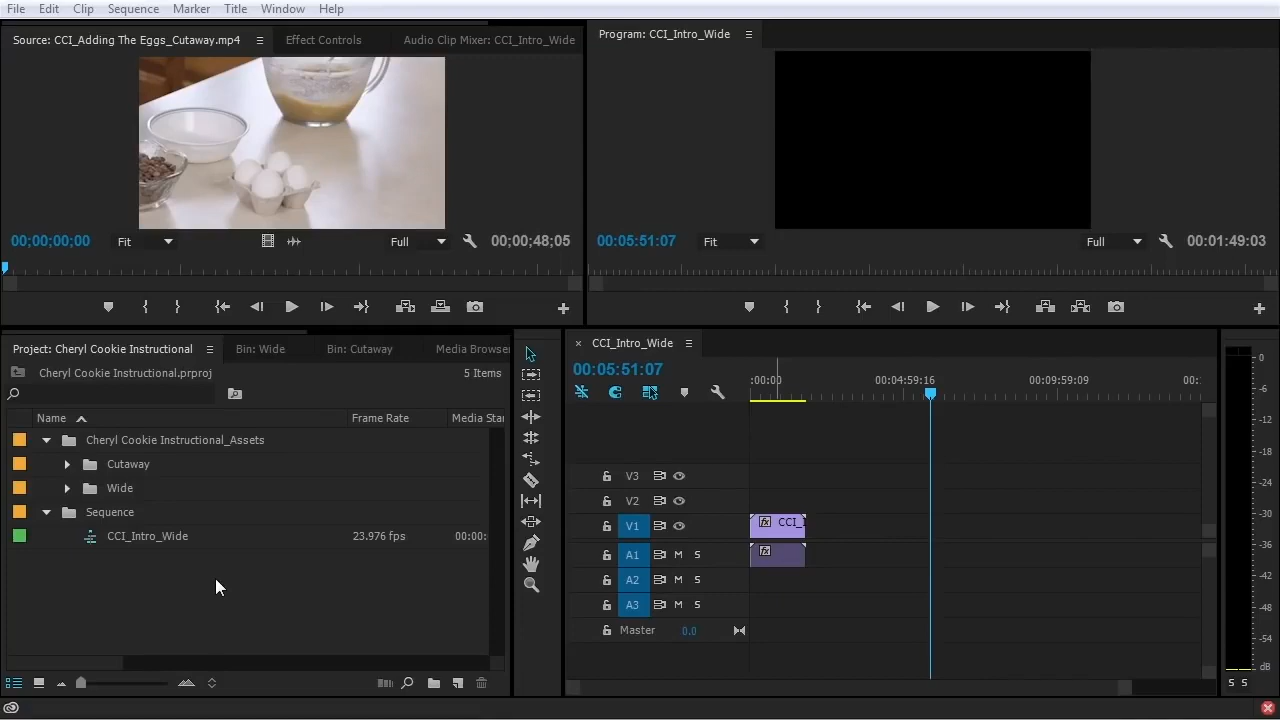 File Edit Clip Sequence Marker Title Window Help
Source: CCI_Adding The Eggs_Cutaway.mp4 Effect Controls Audio Clip Mixer: CCI_Intro_Wide
Program: CCI_Intro_Wide
00;00;00;00 Fit Full 00;00;48;05
00:05:51:07 Fit Full 00:01:49:03
Project: Cheryl Cookie Instructional Bin: Wide Bin: Cutaway Media Browse
Cheryl Cookie Instructional.prproj 5 Items
Name Frame Rate Media Star
Cheryl Cookie Instructional_Assets
Cutaway
Wide
Sequence
CCI_Intro_Wide 23.976 fps 00:00:
× CCI_Intro_Wide
00:05:51:07
:00:00 00:04:59:16 00:09:59:09 00:
V3
V2
V1 fx CCI_I
A1 M S fx
A2 M S
A3 M S
Master 0.0
0
-6
-12
-18
-24
-30
-36
-42
-48
-54
dB
S S